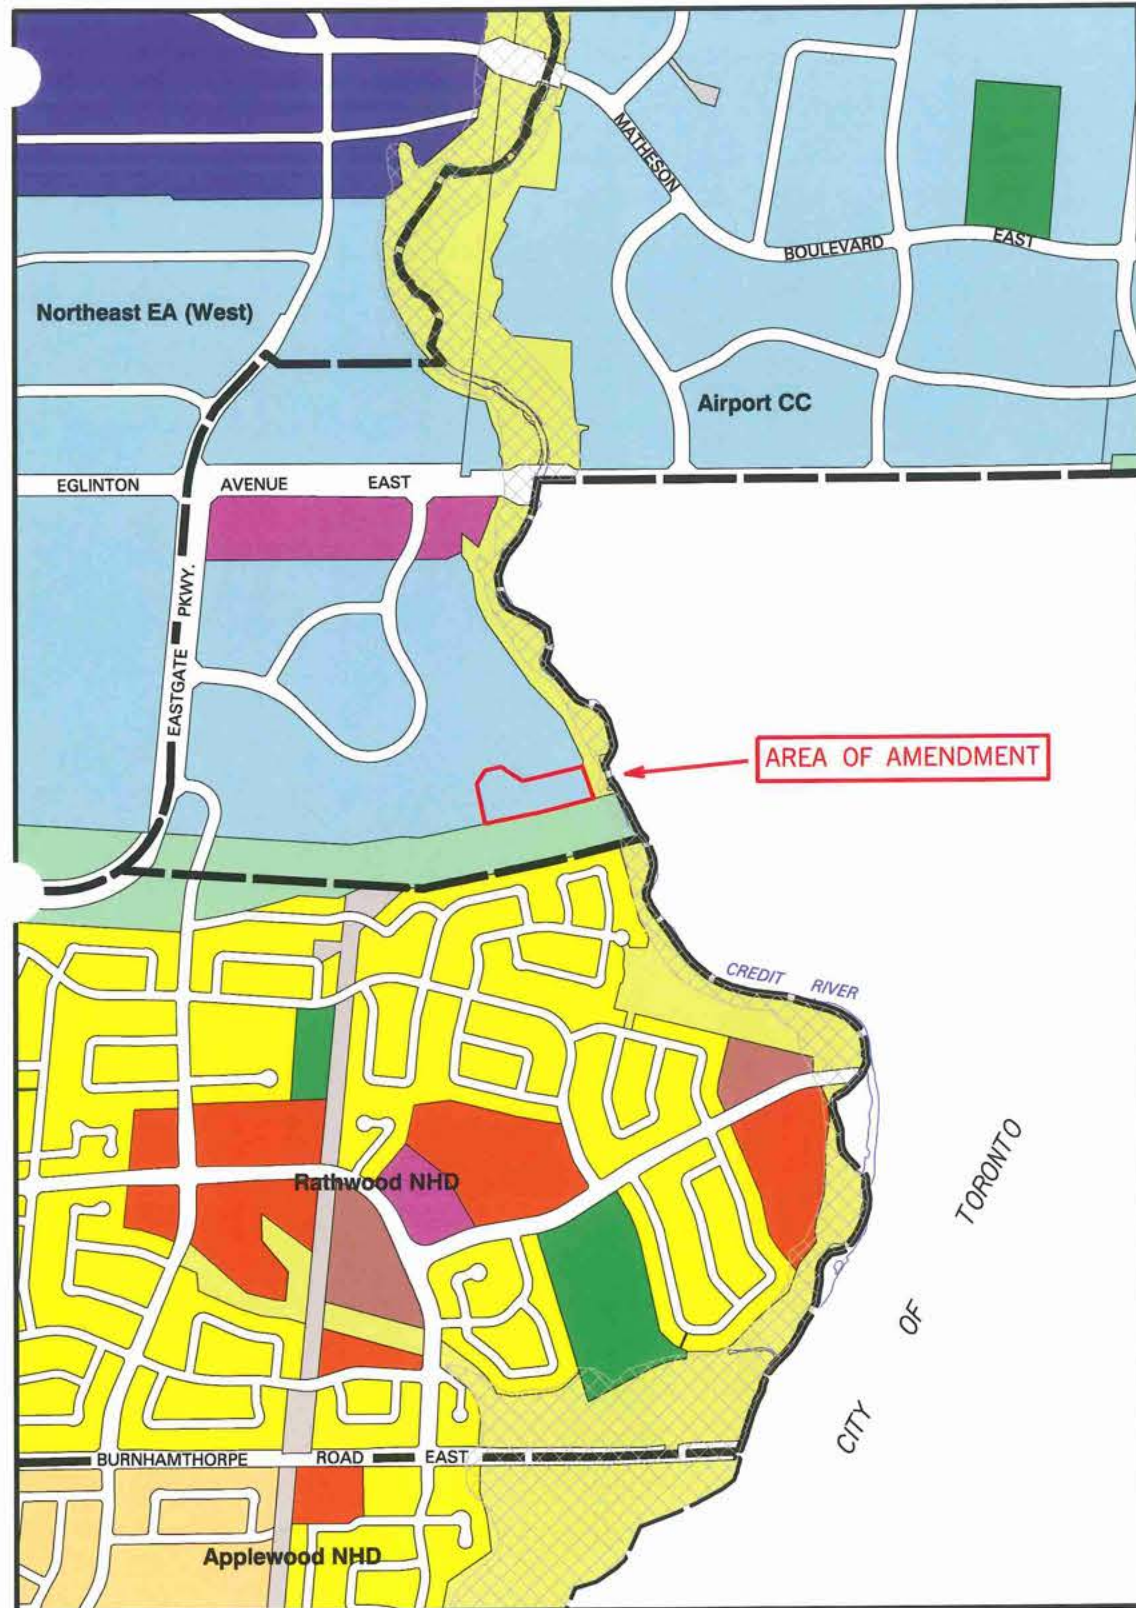 MATHESON
BOULEVARD
EAST
Northeast EA (West)
Airport CC
EGLINTON AVENUE EAST
EASTGATE PKWY.
AREA OF AMENDMENT
CREDIT RIVER
Rathwood NHD
CITY OF TORONTO
BURNHAMTHORPE ROAD EAST
Applewood NHD